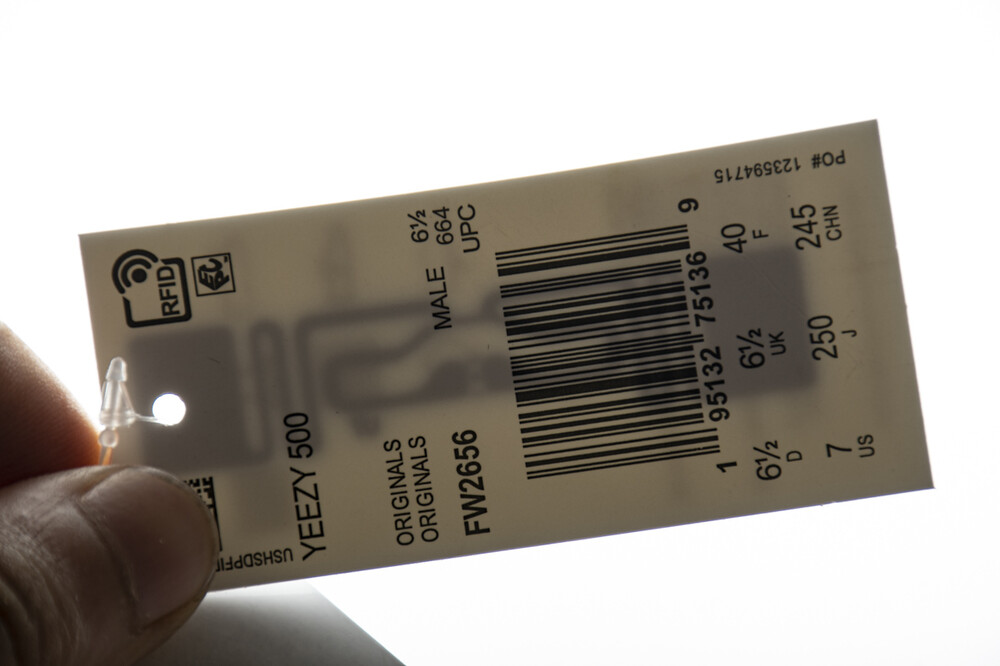 RFID
USHSDPFI
YEEZY 500
ORIGINALS
ORIGINALS
FW2656
MALE
6½
664
UPC
1 95132 75136 9
6½ D
6½ UK
40 F
7 US
250 J
245 CHN
PO# 123594715